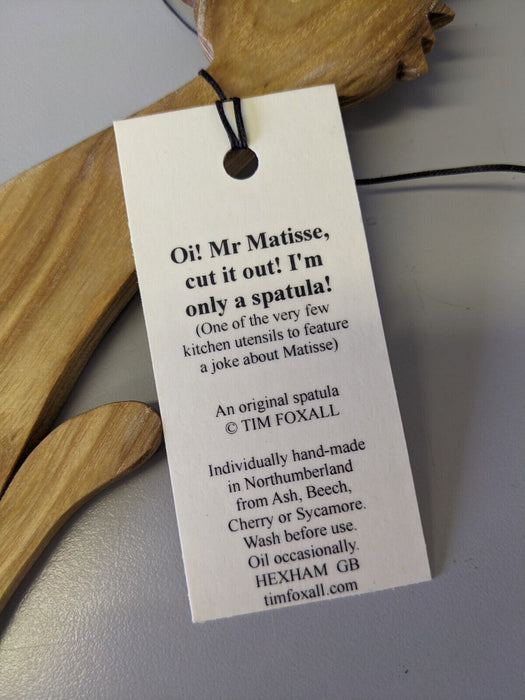 Oi! Mr Matisse,
cut it out! I'm
only a spatula!
(One of the very few
kitchen utensils to feature
a joke about Matisse)
An original spatula
© TIM FOXALL
Individually hand-made
in Northumberland
from Ash, Beech,
Cherry or Sycamore.
Wash before use.
Oil occasionally.
HEXHAM GB
timfoxall.com